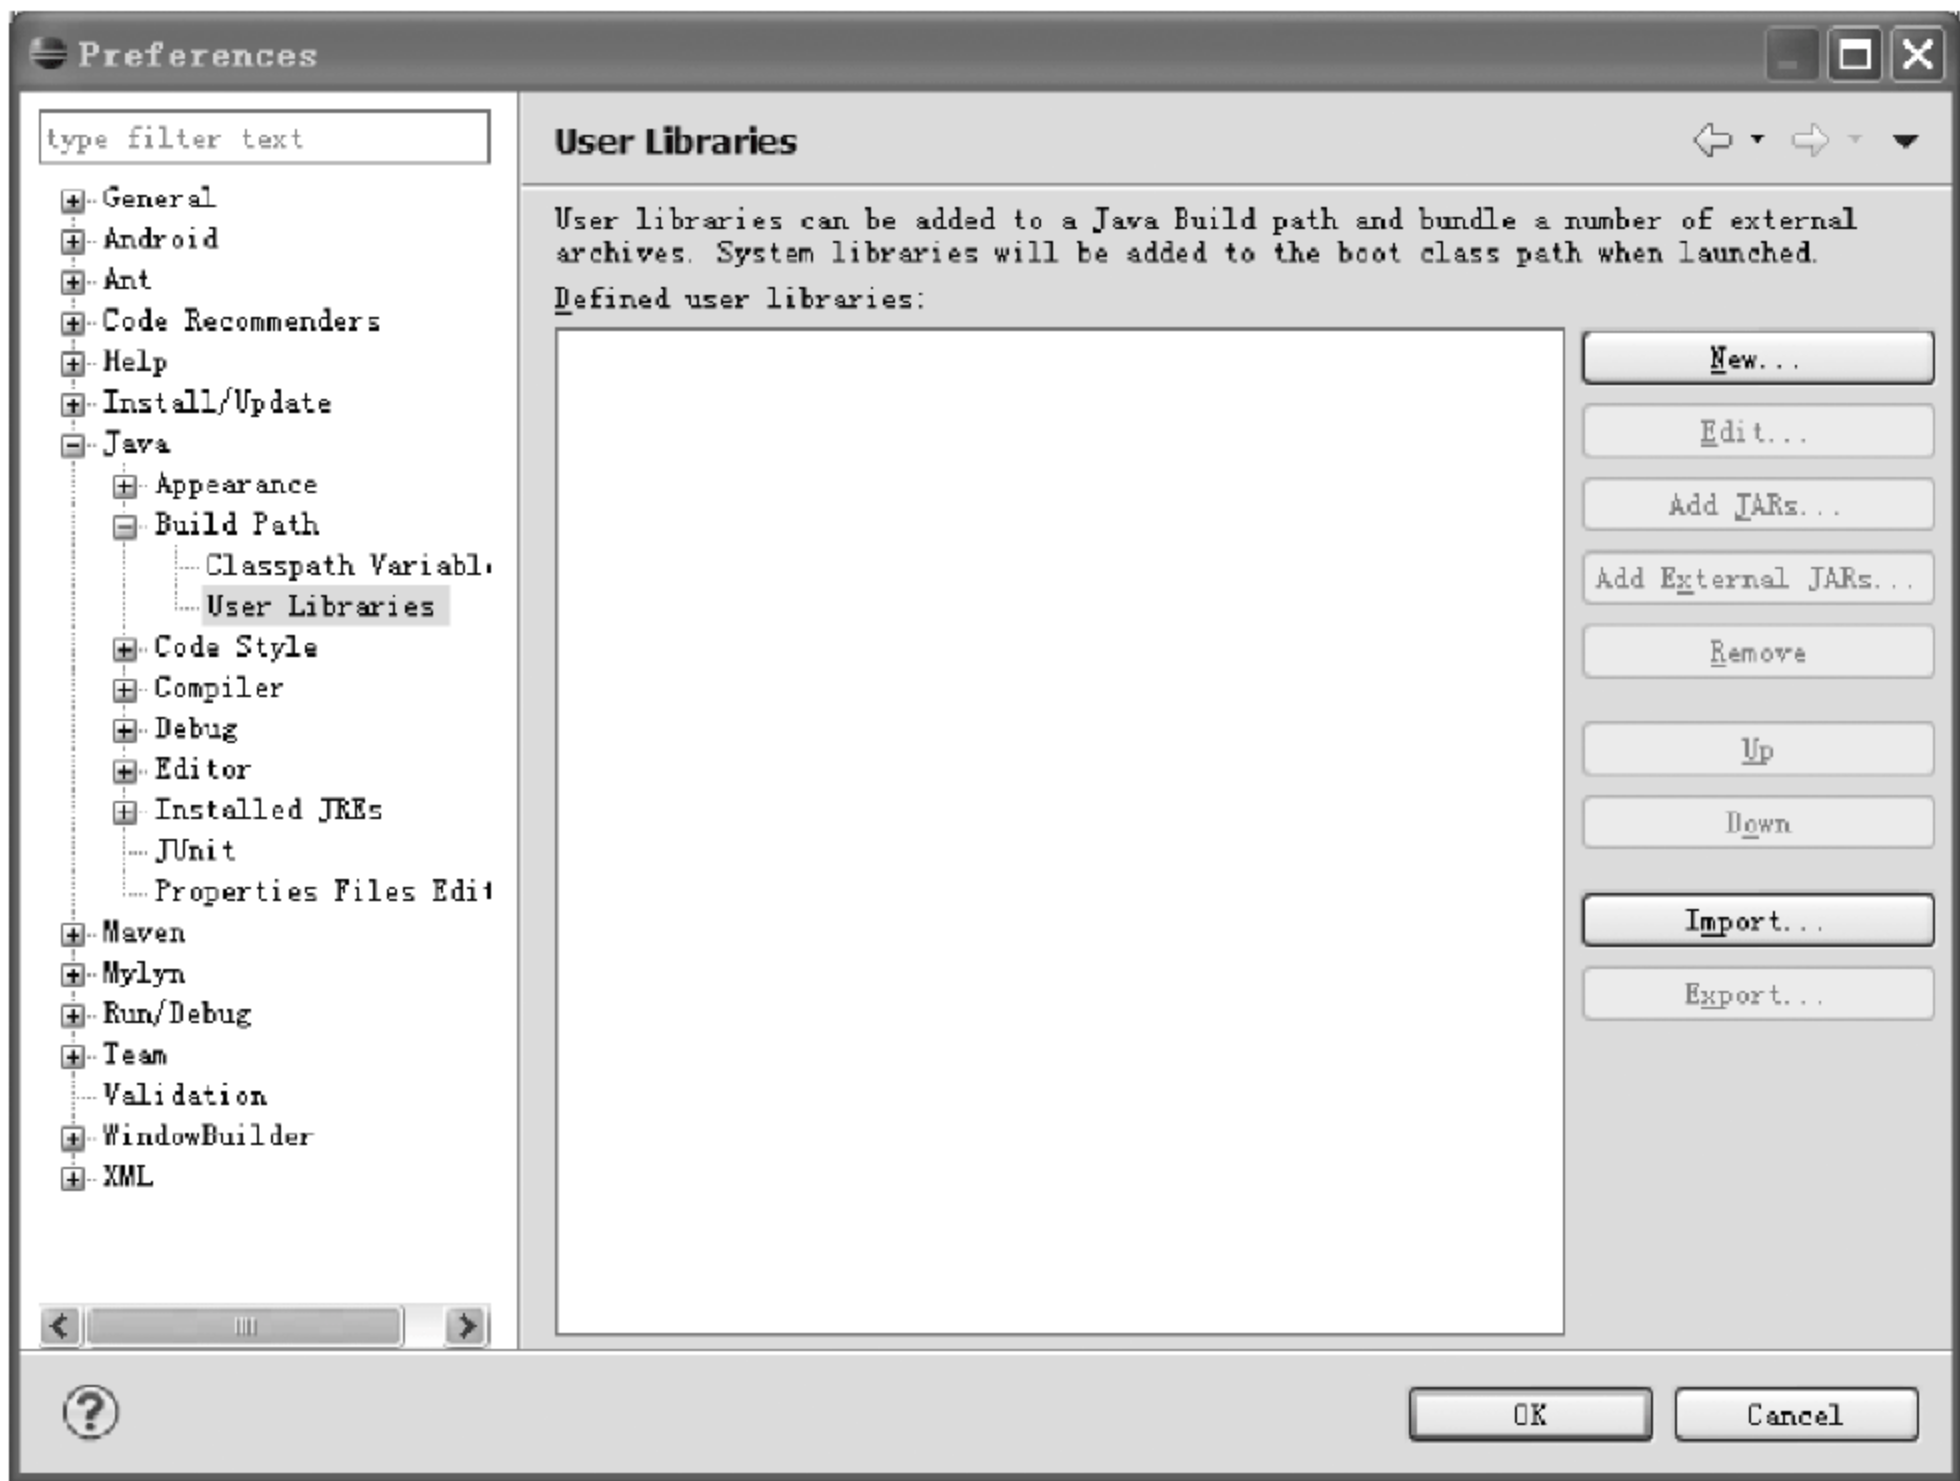 Preferences
type filter text
General
Android
Ant
Code Recommenders
Help
Install/Update
Java
Appearance
Build Path
Classpath Variabl
User Libraries
Code Style
Compiler
Debug
Editor
Installed JREs
JUnit
Properties Files Edit
Maven
Mylyn
Run/Debug
Team
Validation
WindowBuilder
XML
User Libraries
User libraries can be added to a Java Build path and bundle a number of external
archives. System libraries will be added to the boot class path when launched.
Defined user libraries:
New...
Edit...
Add JARs...
Add External JARs...
Remove
Up
Down
Import...
Export...
OK
Cancel